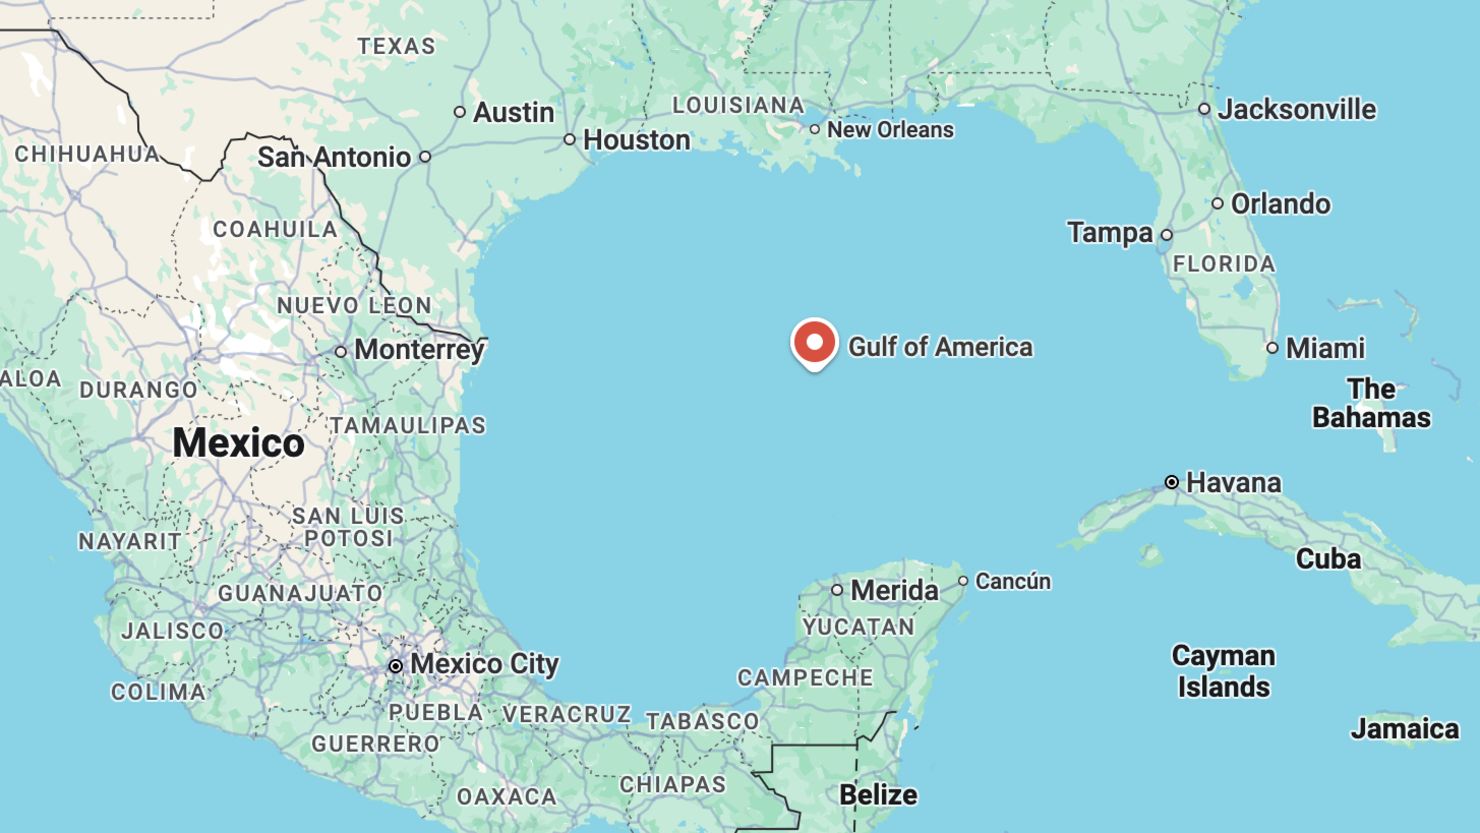 TEXAS
Austin
LOUISIANA
Jacksonville
New Orleans
Houston
CHIHUAHUA
San Antonio
Orlando
COAHUILA
Tampa
FLORIDA
NUEVO LEON
Monterrey
Gulf of America
Miami
ALOA
DURANGO
The
Bahamas
TAMAULIPAS
Mexico
Havana
SAN LUIS
POTOSI
NAYARIT
Cuba
Cancún
GUANAJUATO
Merida
YUCATAN
JALISCO
Mexico City
Cayman
Islands
CAMPECHE
COLIMA
PUEBLA
VERACRUZ
TABASCO
Jamaica
GUERRERO
CHIAPAS
OAXACA
Belize